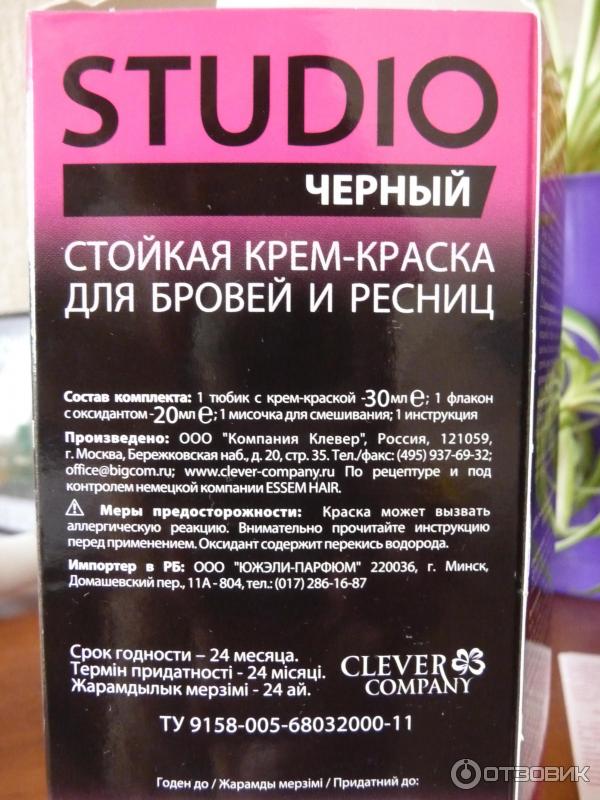 STUDIO
ЧЕРНЫЙ
СТОЙКАЯ КРЕМ-КРАСКА
ДЛЯ БРОВЕЙ И РЕСНИЦ
Состав комплекта: 1 тюбик с крем-краской -30мл℮; 1 флакон
с оксидантом -20мл℮; 1 мисочка для смешивания; 1 инструкция
Произведено: ООО "Компания Клевер", Россия, 121059,
г. Москва, Бережковская наб., д. 20, стр. 35. Тел./факс: (495) 937-69-32;
office@bigcom.ru; www.clever-company.ru По рецептуре и под
контролем немецкой компании ESSEM HAIR.
⚠ Меры предосторожности: Краска может вызвать
аллергическую реакцию. Внимательно прочитайте инструкцию
перед применением. Оксидант содержит перекись водорода.
Импортер в РБ: ООО "ЮЖЭЛИ-ПАРФЮМ" 220036, г. Минск,
Домашевский пер., 11А - 804, тел.: (017) 286-16-87
Срок годности – 24 месяца.
Термін придатності - 24 місяці.
Жарамдылык мерзімі - 24 ай.
CLEVER
COMPANY
ТУ 9158-005-68032000-11
Годен до / Жарамды мерзімі / Придатний до:
ОТЗОВИК